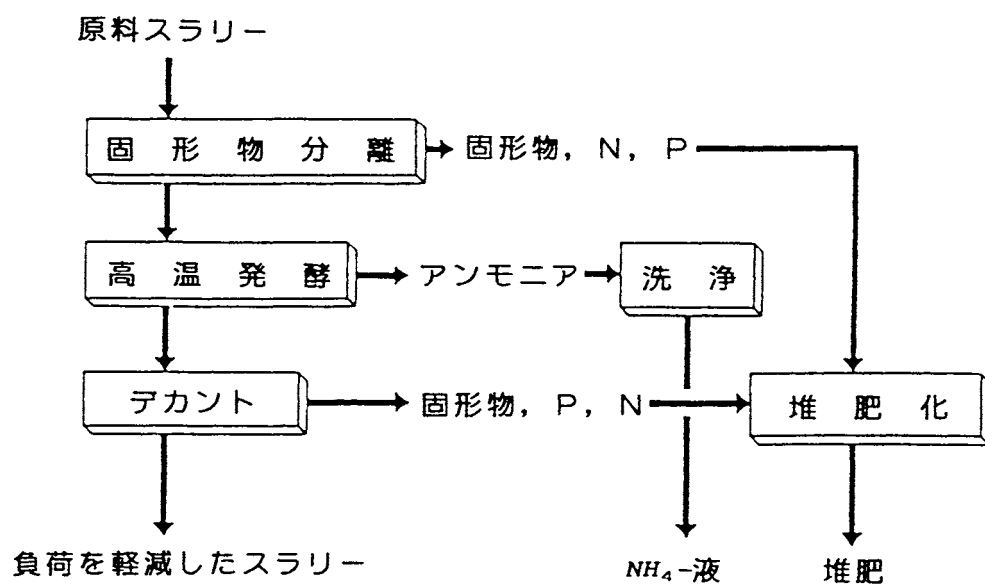 原料スラリー
固形物分離
固形物，N，P
高温発酵
アンモニア
洗浄
デカント
固形物，P，N
堆肥化
負荷を軽減したスラリー
NH₄-液
堆肥